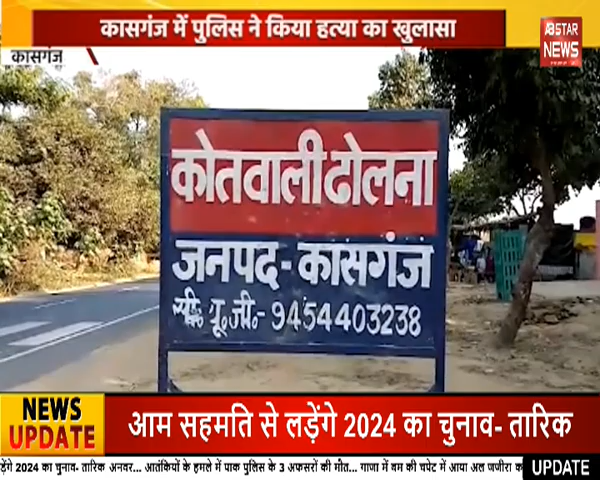 कासगंज में पुलिस ने किया हत्या का खुलासा
ABSTAR
NEWS
कासगंज
कोतवाली ढोलना
जनपद-कासगंज
सी. यू. जी.-9454403238
NEWS
UPDATE
आम सहमति से लड़ेंगे 2024 का चुनाव- तारिक
ड़ेंगे 2024 का चुनाव- तारिक अनवर... आतंकियों के हमले में पाक पुलिस के 3 अफसरों की मौत... गाजा में बम की चपेट में आया अल जजीरा क
UPDATE